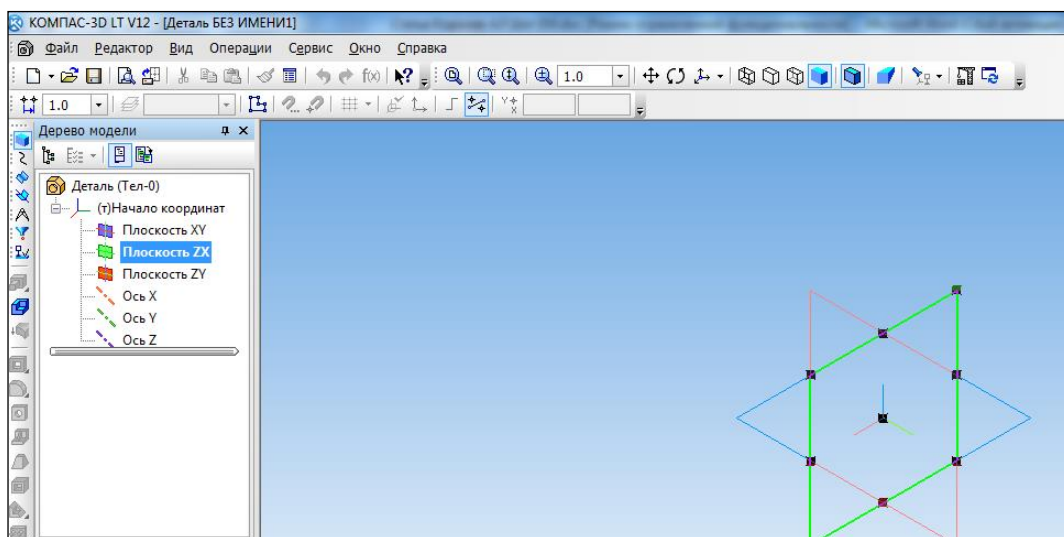 КОМПАС-3D LT V12 - [Деталь БЕЗ ИМЕНИ1]
Файл Редактор Вид Операции Сервис Окно Справка
1.0
1.0
Дерево модели
Деталь (Тел-0)
(т)Начало координат
Плоскость XY
Плоскость ZX
Плоскость ZY
Ось X
Ось Y
Ось Z